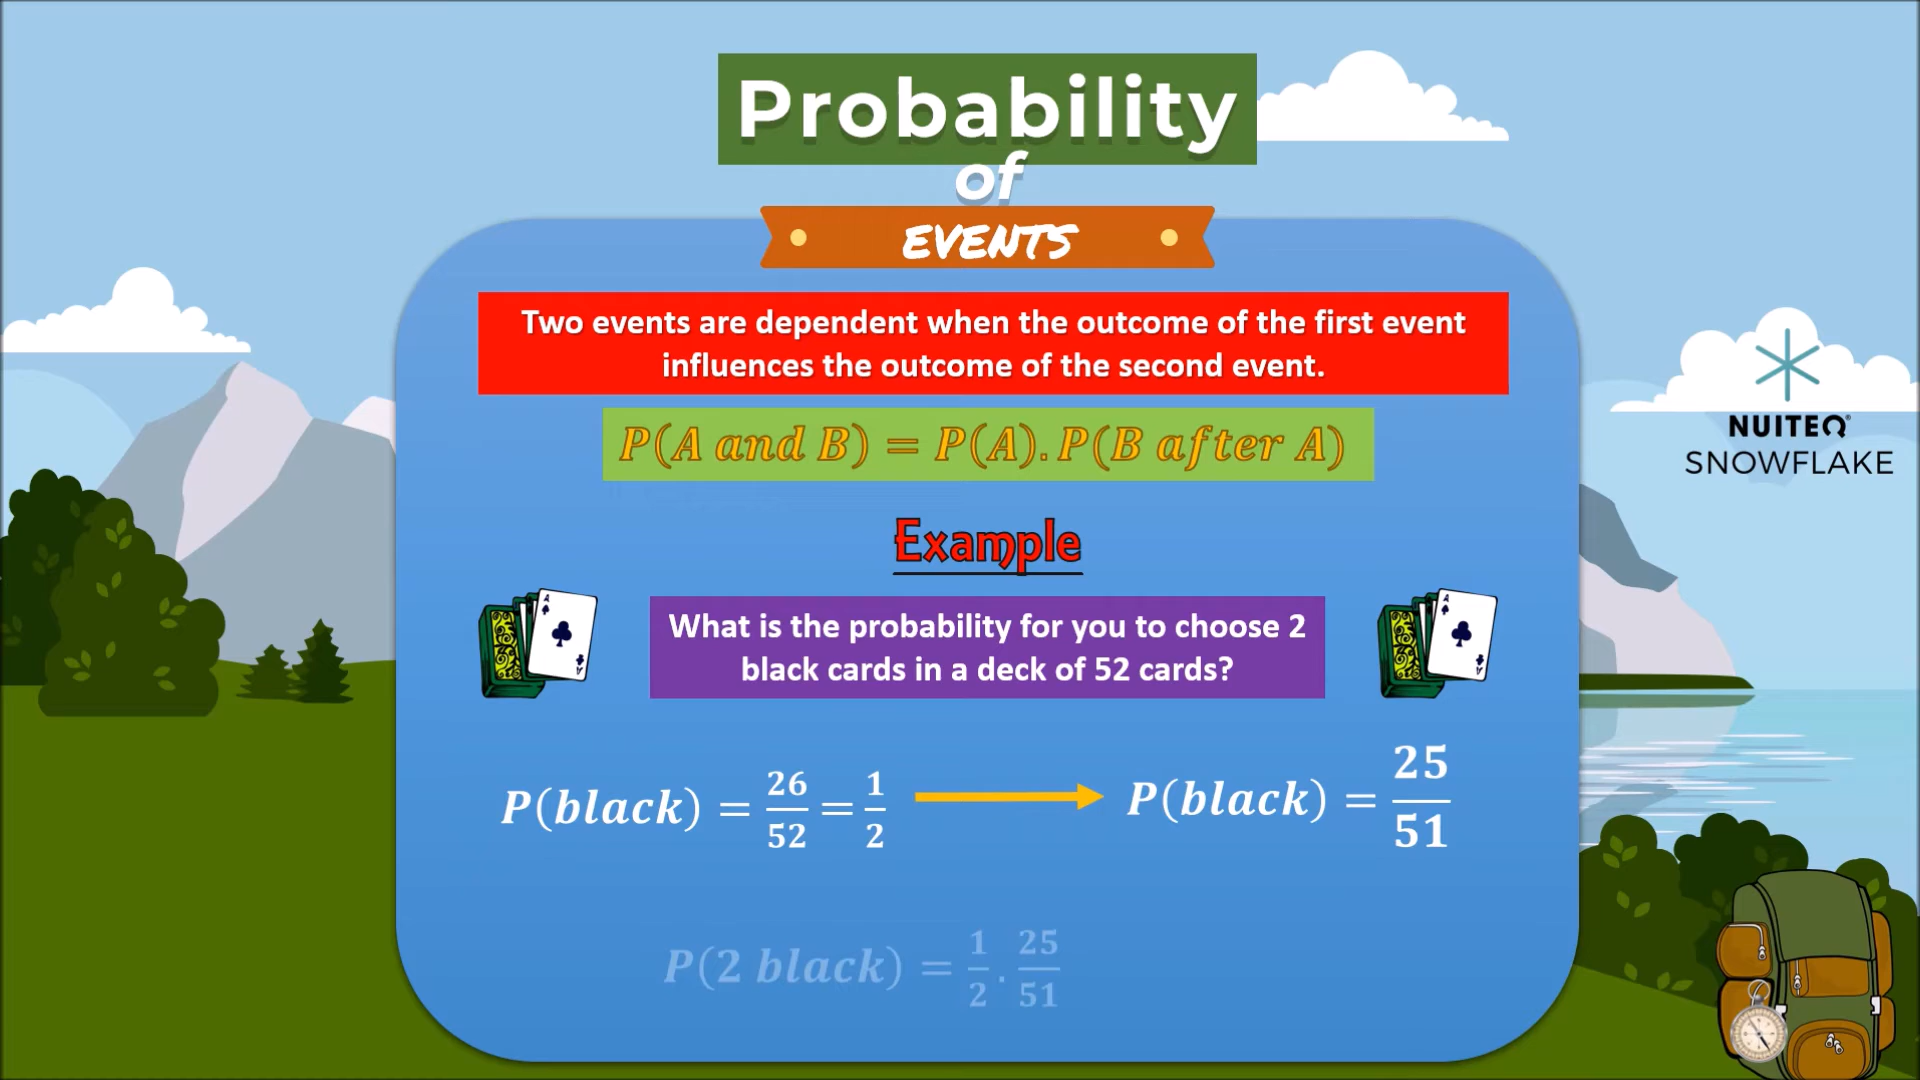 Probability
of
EVENTS
Two events are dependent when the outcome of the first event
influences the outcome of the second event.
P(A and B) = P(A).P(B after A)
NUITEQ®
SNOWFLAKE
Example
What is the probability for you to choose 2
black cards in a deck of 52 cards?
A
A
A
A
P(black) = 26/52 = 1/2
P(black) = 25/51
P(2 black) = 1/2 . 25/51